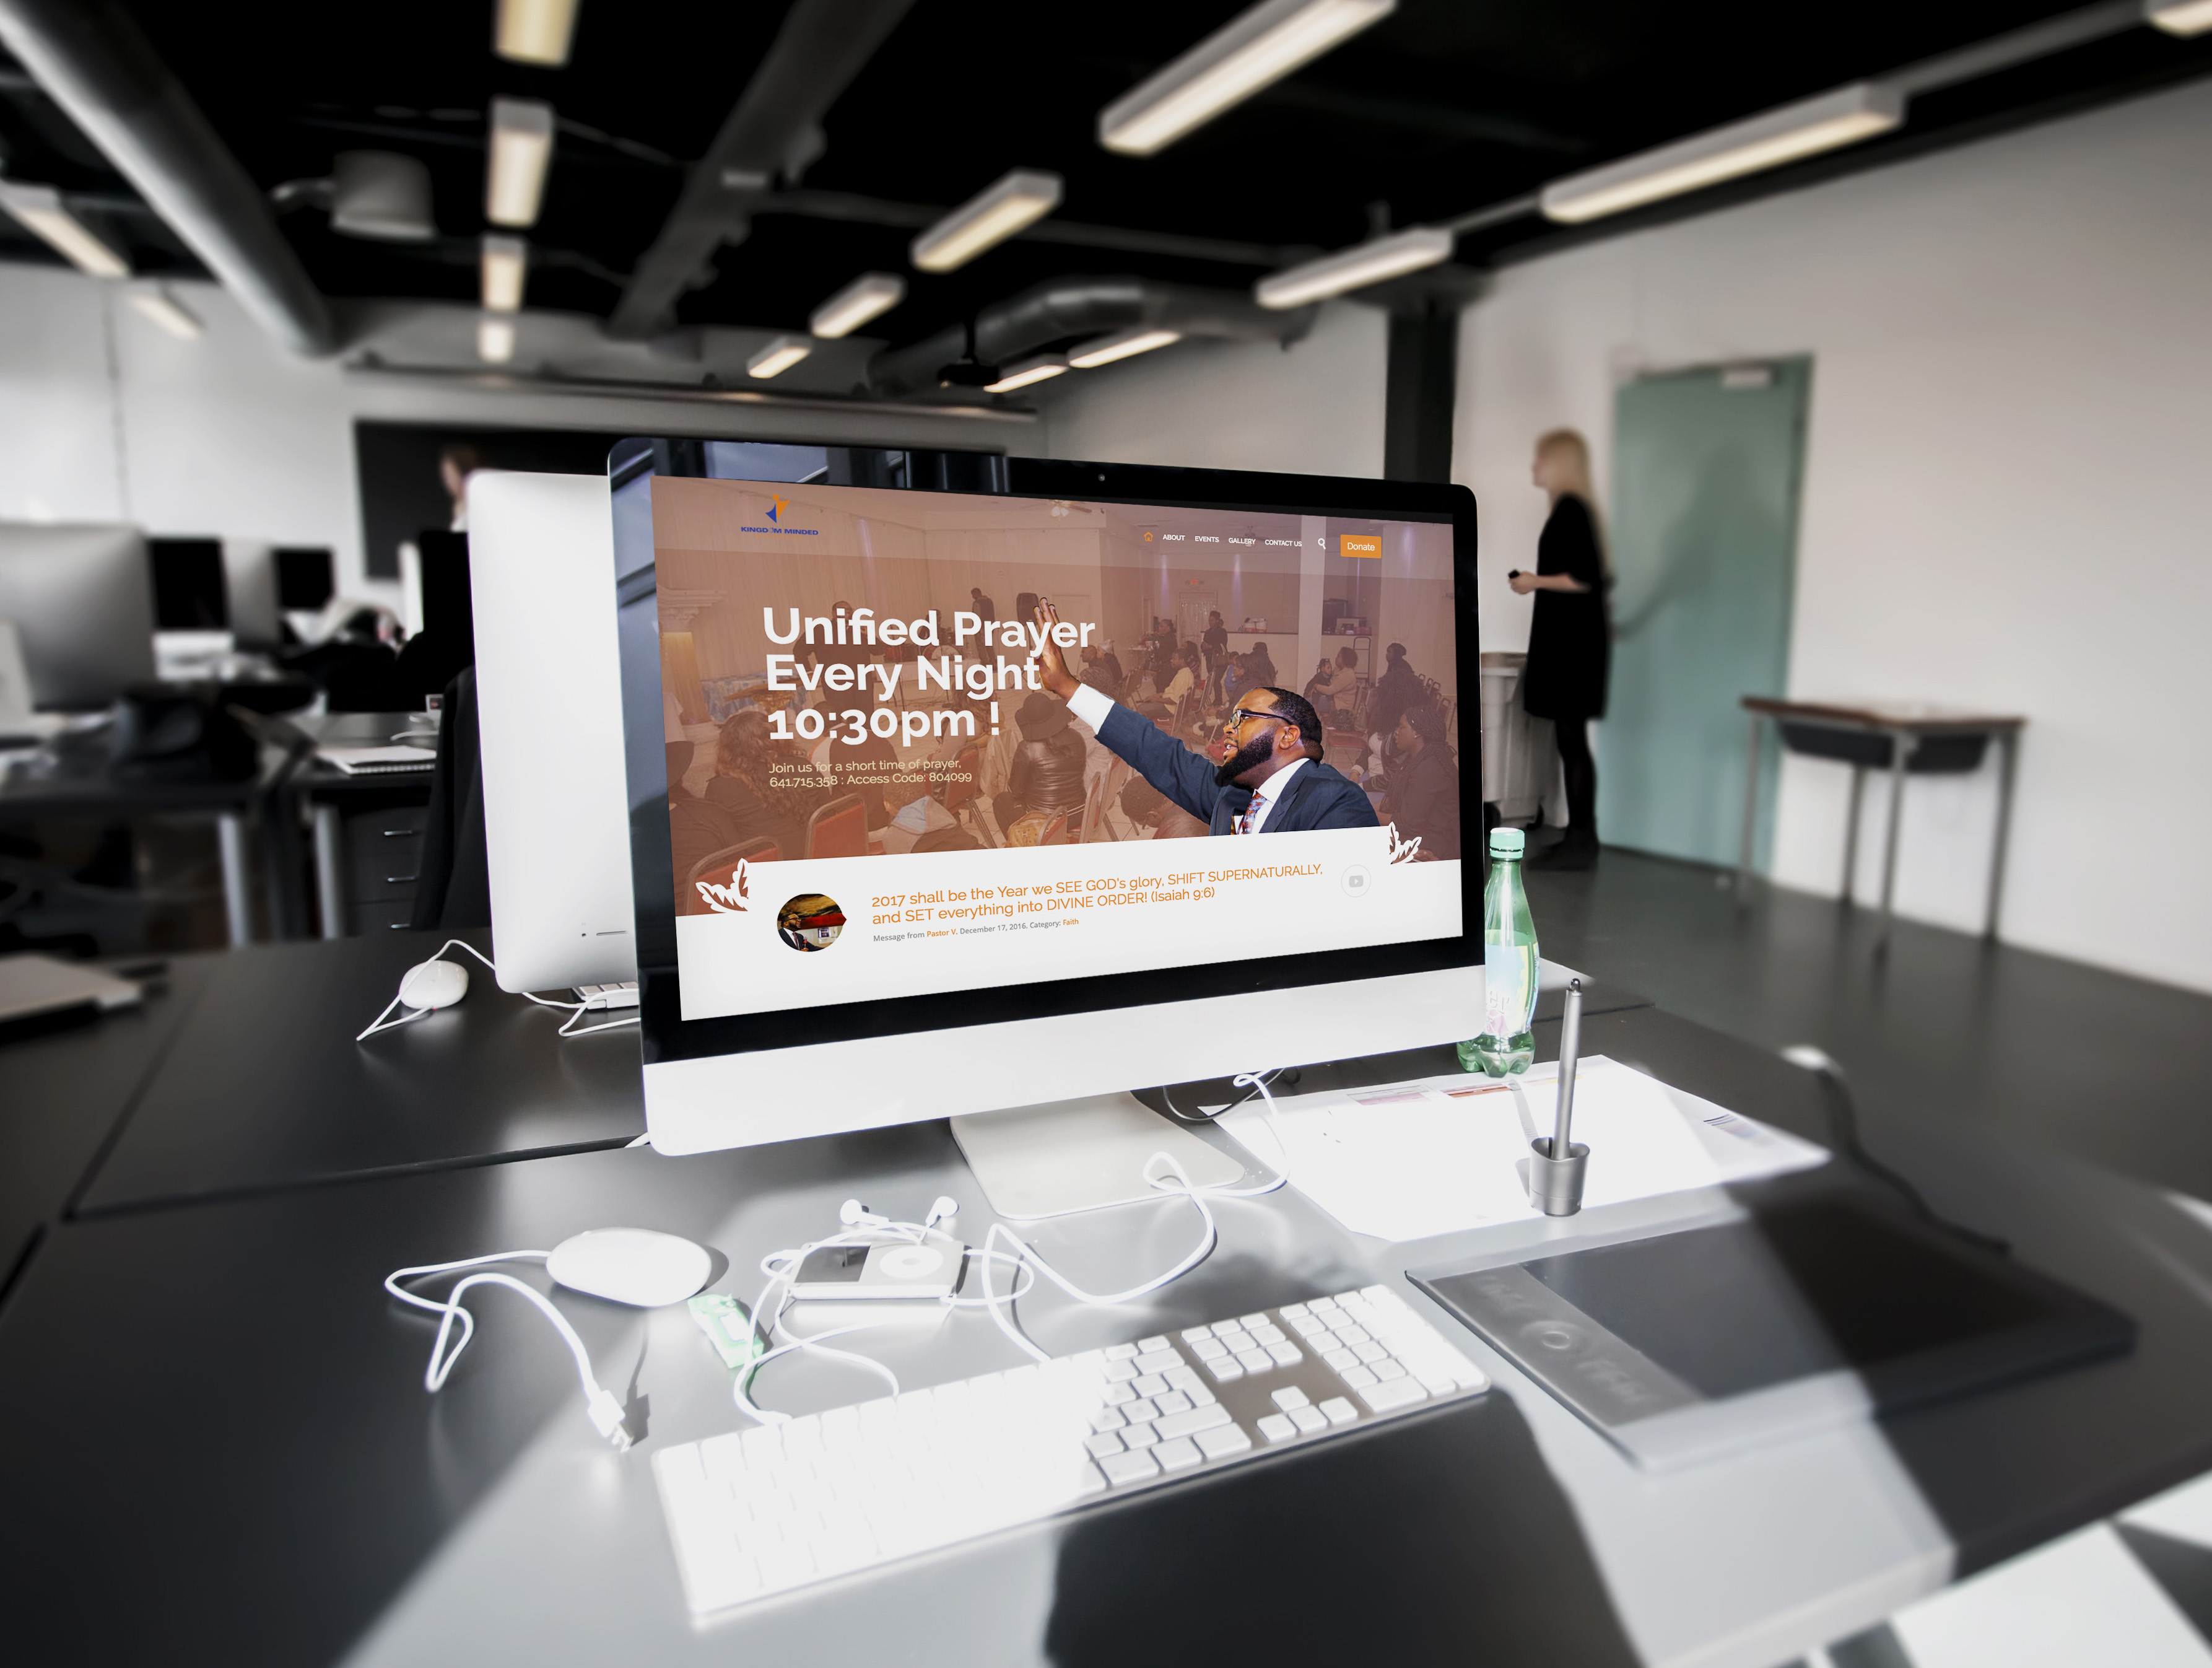 KINGDOM MINDED
ABOUT EVENTS GALLERY CONTACT US Donate
Unified Prayer
Every Night
10:30pm !
Join us for a short time of prayer,
641.715.358 : Access Code: 804099
2017 shall be the Year we SEE GOD's glory, SHIFT SUPERNATURALLY,
and SET everything into DIVINE ORDER! (Isaiah 9:6)
Message from Pastor V. December 17, 2016. Category: Faith